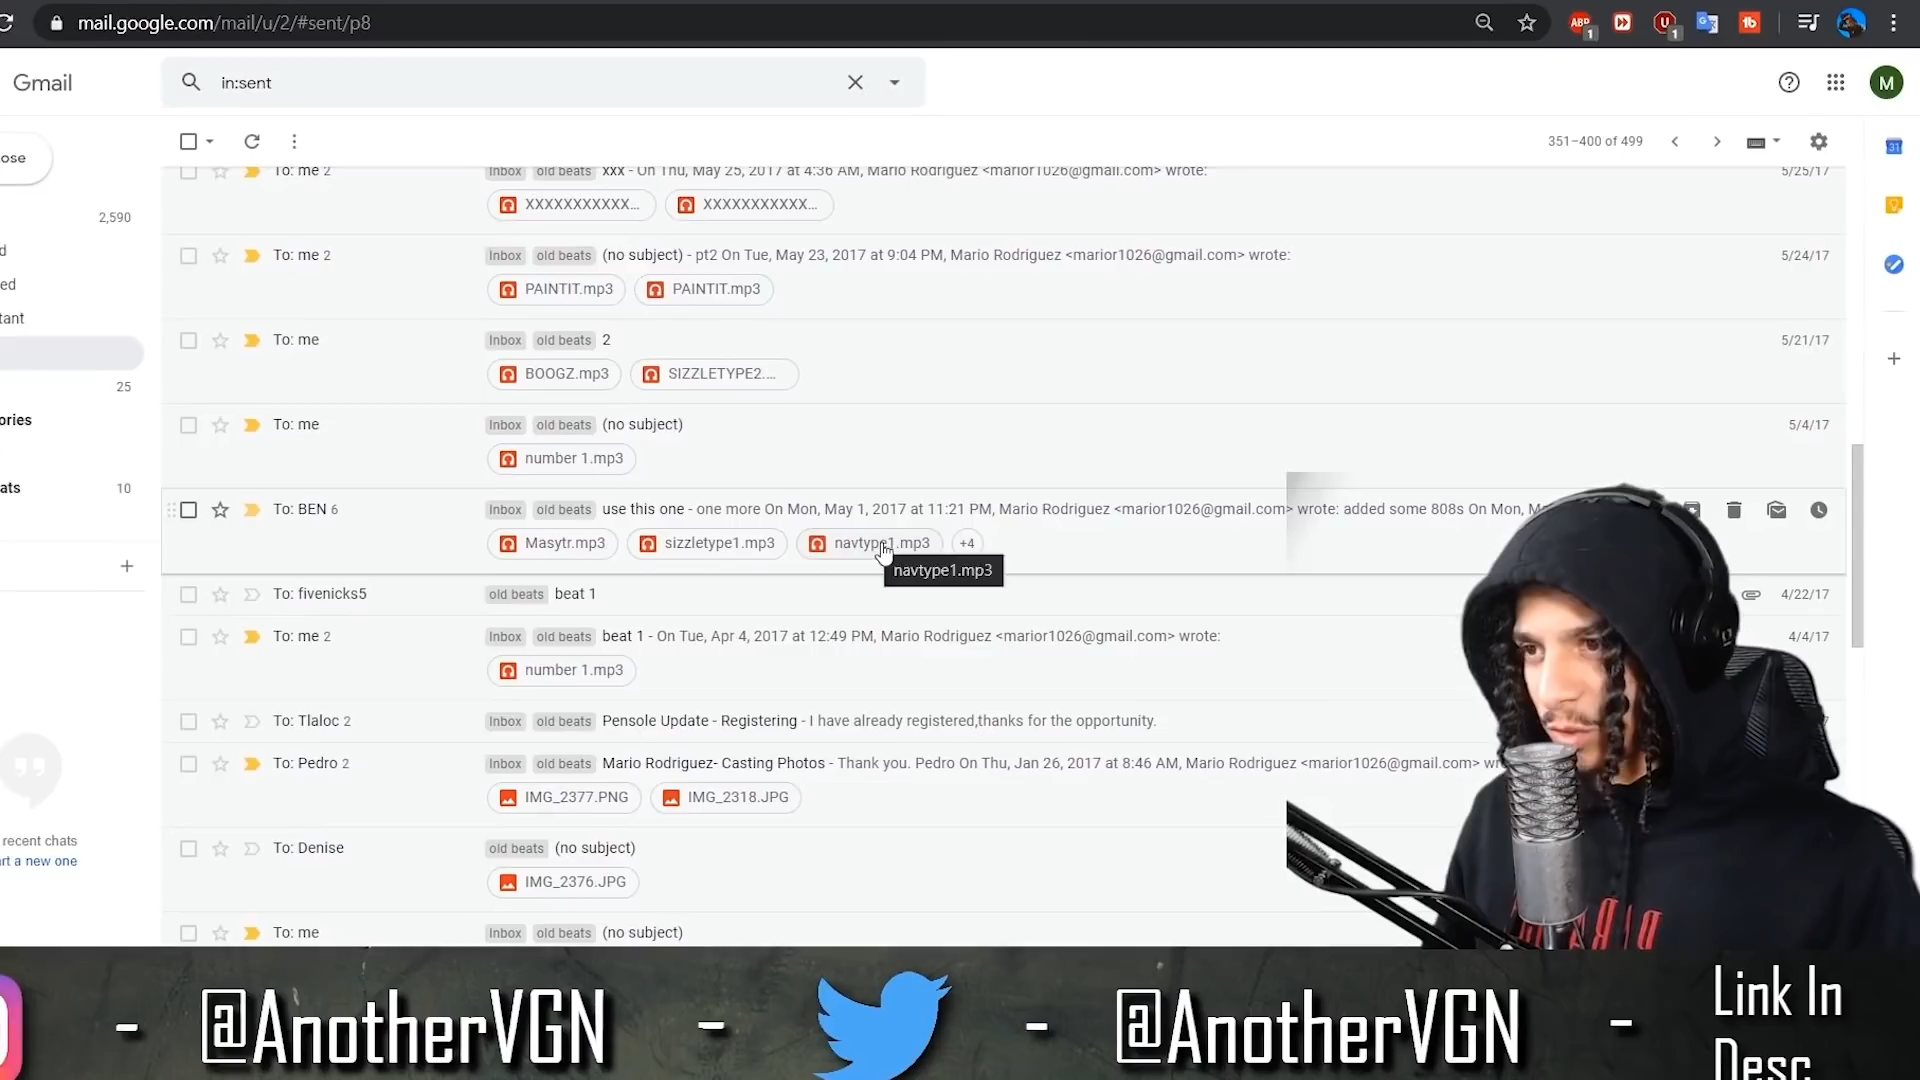 mail.google.com/mail/u/2/#sent/p8
ABP 1 U 1 tb
Gmail in:sent M
ose 351–400 of 499 31
To: me 2 Inbox old beats xxx - On Thu, May 25, 2017 at 4:36 AM, Mario Rodriguez <marior1026@gmail.com> wrote: 5/25/17
XXXXXXXXXXX... XXXXXXXXXXX...
2,590
To: me 2 Inbox old beats (no subject) - pt2 On Tue, May 23, 2017 at 9:04 PM, Mario Rodriguez <marior1026@gmail.com> wrote: 5/24/17
d
ed PAINTIT.mp3 PAINTIT.mp3
tant
To: me Inbox old beats 2 5/21/17
25 BOOGZ.mp3 SIZZLETYPE2....
ories To: me Inbox old beats (no subject) 5/4/17
number 1.mp3
ats 10
To: BEN 6 Inbox old beats use this one - one more On Mon, May 1, 2017 at 11:21 PM, Mario Rodriguez <marior1026@gmail.com> wrote: added some 808s On Mon, M
Masytr.mp3 sizzletype1.mp3 navtype1.mp3 +4
navtype1.mp3
To: fivenicks5 old beats beat 1 4/22/17
To: me 2 Inbox old beats beat 1 - On Tue, Apr 4, 2017 at 12:49 PM, Mario Rodriguez <marior1026@gmail.com> wrote: 4/4/17
number 1.mp3
To: Tlaloc 2 Inbox old beats Pensole Update - Registering - I have already registered,thanks for the opportunity.
To: Pedro 2 Inbox old beats Mario Rodriguez- Casting Photos - Thank you. Pedro On Thu, Jan 26, 2017 at 8:46 AM, Mario Rodriguez <marior1026@gmail.com> wro
IMG_2377.PNG IMG_2318.JPG
recent chats
To: Denise old beats (no subject)
rt a new one
IMG_2376.JPG
To: me Inbox old beats (no subject)
- @AnotherVGN - - @AnotherVGN - Link In
Desc